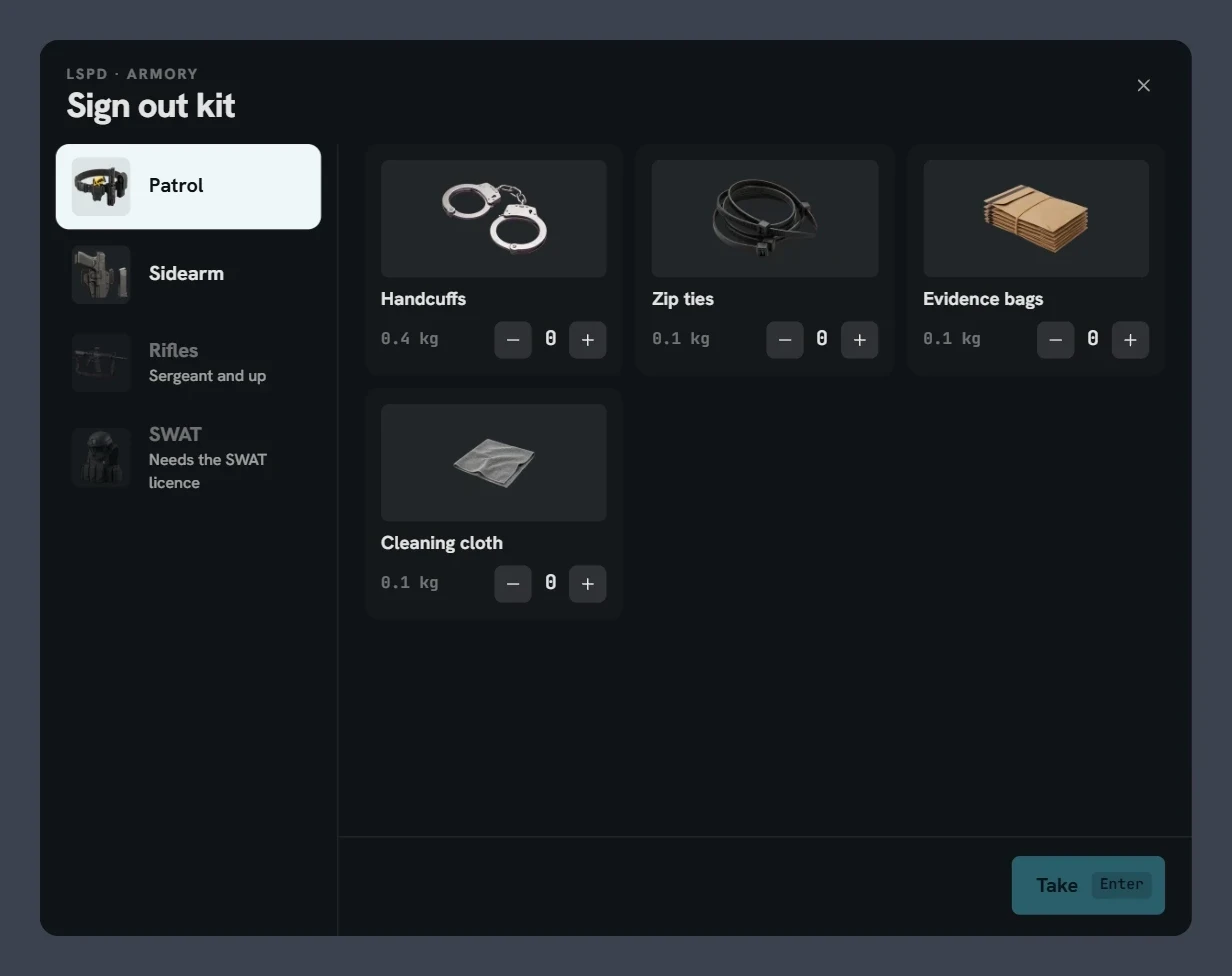 LSPD · ARMORY
Sign out kit
Patrol
Sidearm
Rifles
Sergeant and up
SWAT
Needs the SWAT
licence
Handcuffs
0.4 kg − 0 +
Zip ties
0.1 kg − 0 +
Evidence bags
0.1 kg − 0 +
Cleaning cloth
0.1 kg − 0 +
Take Enter